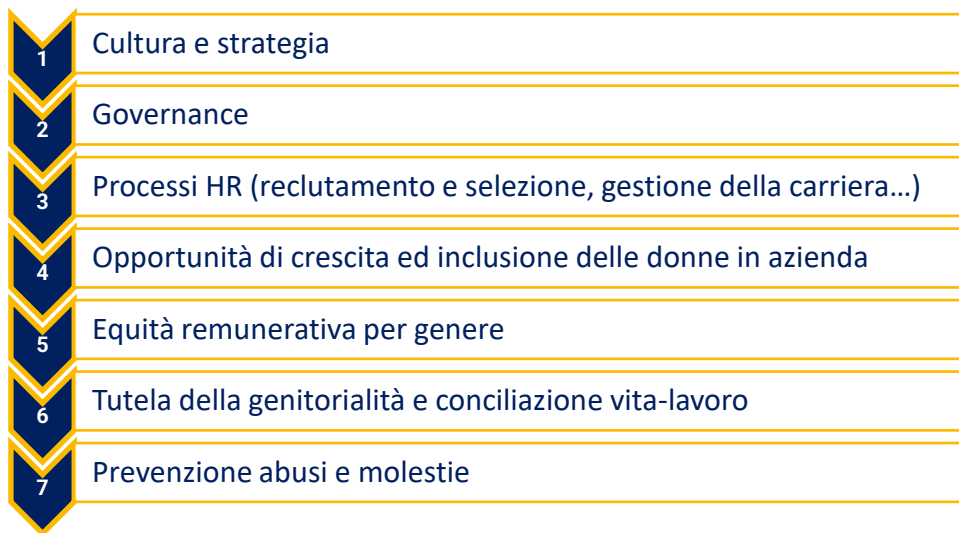 1 Cultura e strategia
2 Governance
3 Processi HR (reclutamento e selezione, gestione della carriera…)
4 Opportunità di crescita ed inclusione delle donne in azienda
5 Equità remunerativa per genere
6 Tutela della genitorialità e conciliazione vita-lavoro
7 Prevenzione abusi e molestie